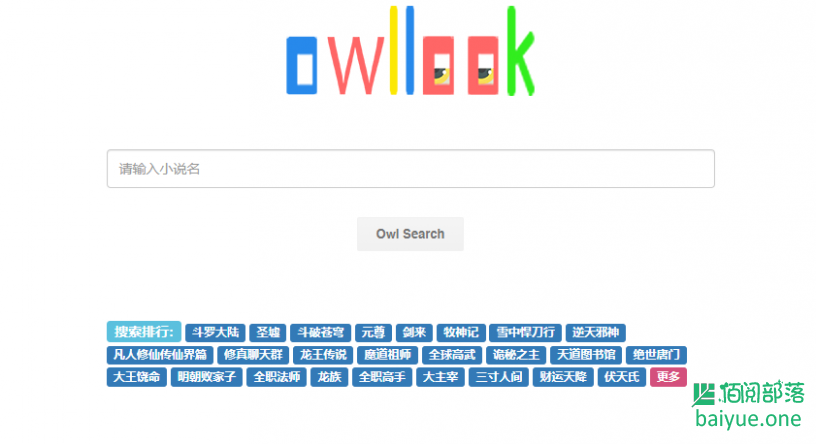 owllook
请输入小说名
Owl Search
搜索排行: 斗罗大陆 圣墟 斗破苍穹 元尊 剑来 牧神记 雪中悍刀行 逆天邪神
凡人修仙传仙界篇 修真聊天群 龙王传说 魔道祖师 全球高武 诡秘之主 天道图书馆 绝世唐门
大王饶命 明朝败家子 全职法师 龙族 全职高手 大主宰 三寸人间 财运天降 伏天氏 更多
佰阅部落
baiyue.one